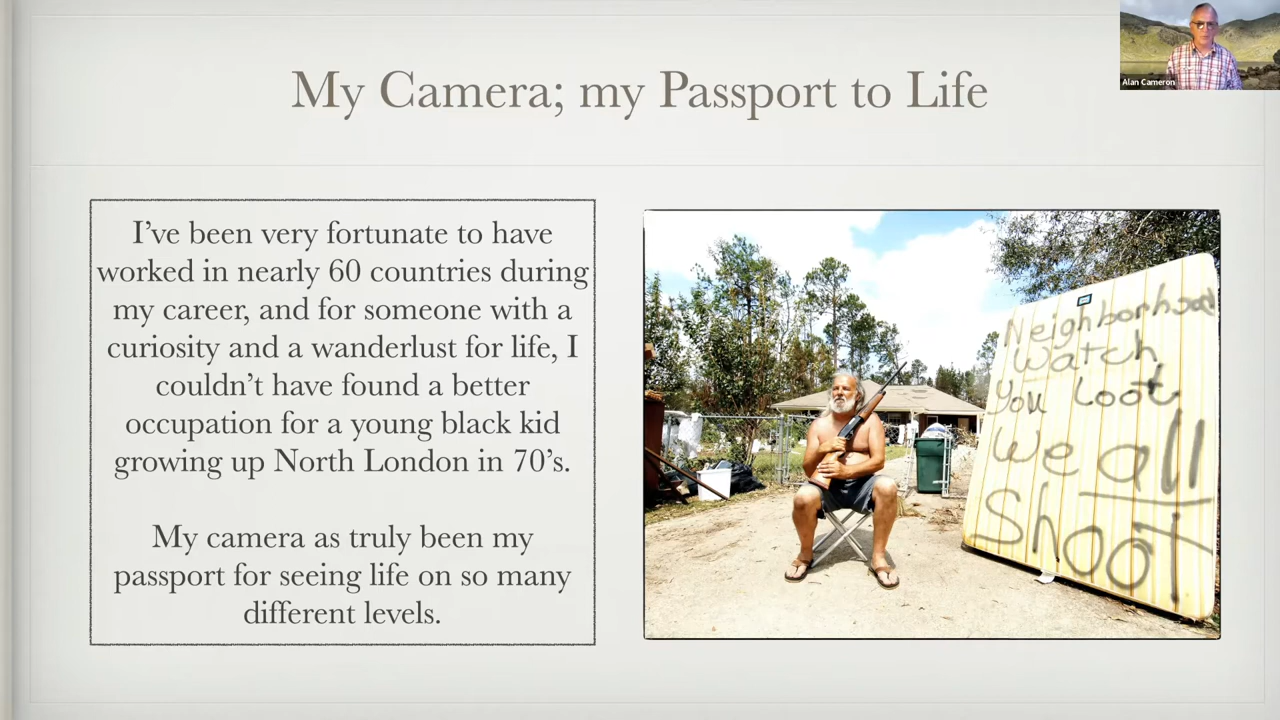 Alan Cameron
My Camera; my Passport to Life
I’ve been very fortunate to have
worked in nearly 60 countries during
my career, and for someone with a
curiosity and a wanderlust for life, I
couldn’t have found a better
occupation for a young black kid
growing up North London in 70’s.
My camera as truly been my
passport for seeing life on so many
different levels.
Neighborhood
Watch
You Loot
We all
Shoot